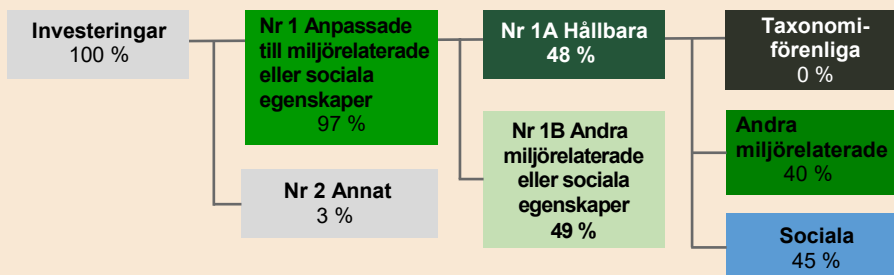 Investeringar
100 %
Nr 1 Anpassade
till miljörelaterade
eller sociala
egenskaper
97 %
Nr 2 Annat
3 %
Nr 1A Hållbara
48 %
Nr 1B Andra
miljörelaterade
eller sociala
egenskaper
49 %
Taxonomi-
förenliga
0 %
Andra
miljörelaterade
40 %
Sociala
45 %